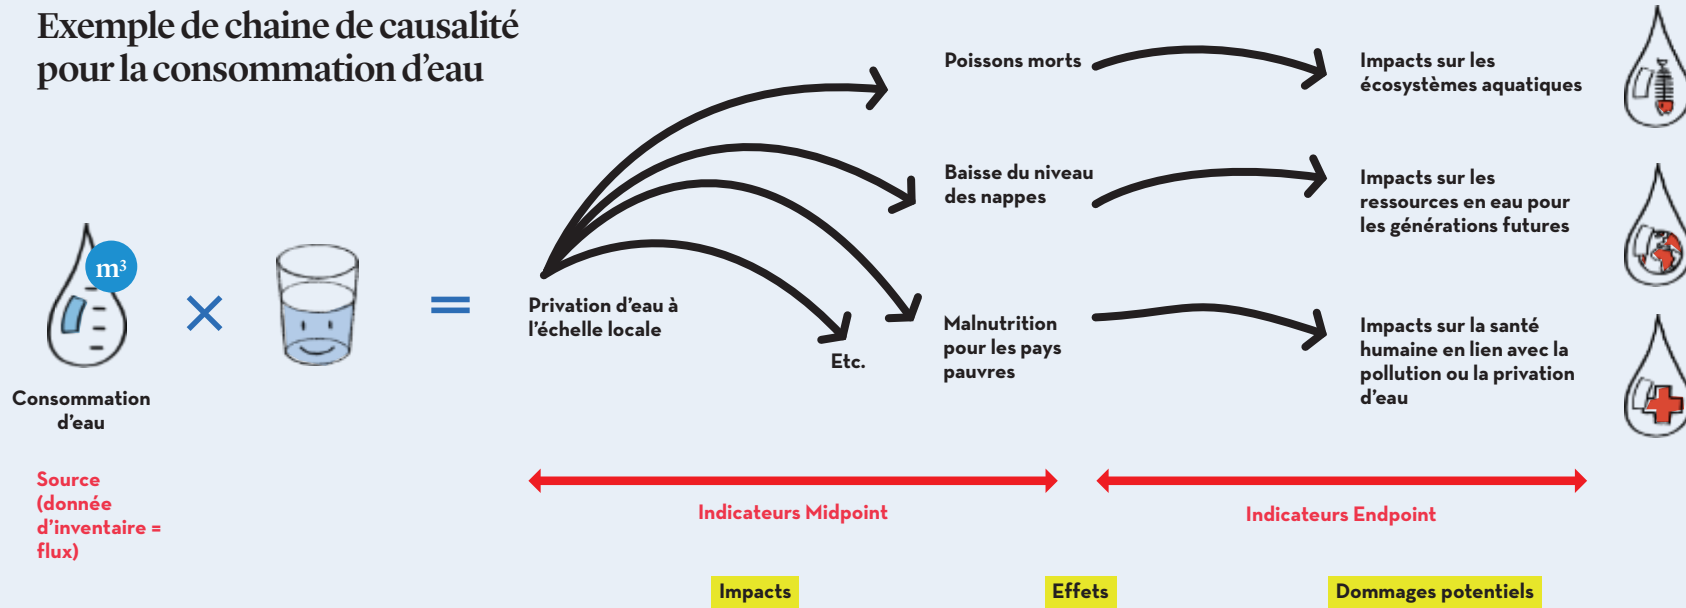 Exemple de chaine de causalité
pour la consommation d'eau
m³
×
=
Consommation
d'eau
Source
(donnée
d'inventaire =
flux)
Privation d'eau à
l'échelle locale
Etc.
Poissons morts
Baisse du niveau
des nappes
Malnutrition
pour les pays
pauvres
Impacts sur les
écosystèmes aquatiques
Impacts sur les
ressources en eau pour
les générations futures
Impacts sur la santé
humaine en lien avec la
pollution ou la privation
d'eau
Indicateurs Midpoint
Indicateurs Endpoint
Impacts
Effets
Dommages potentiels